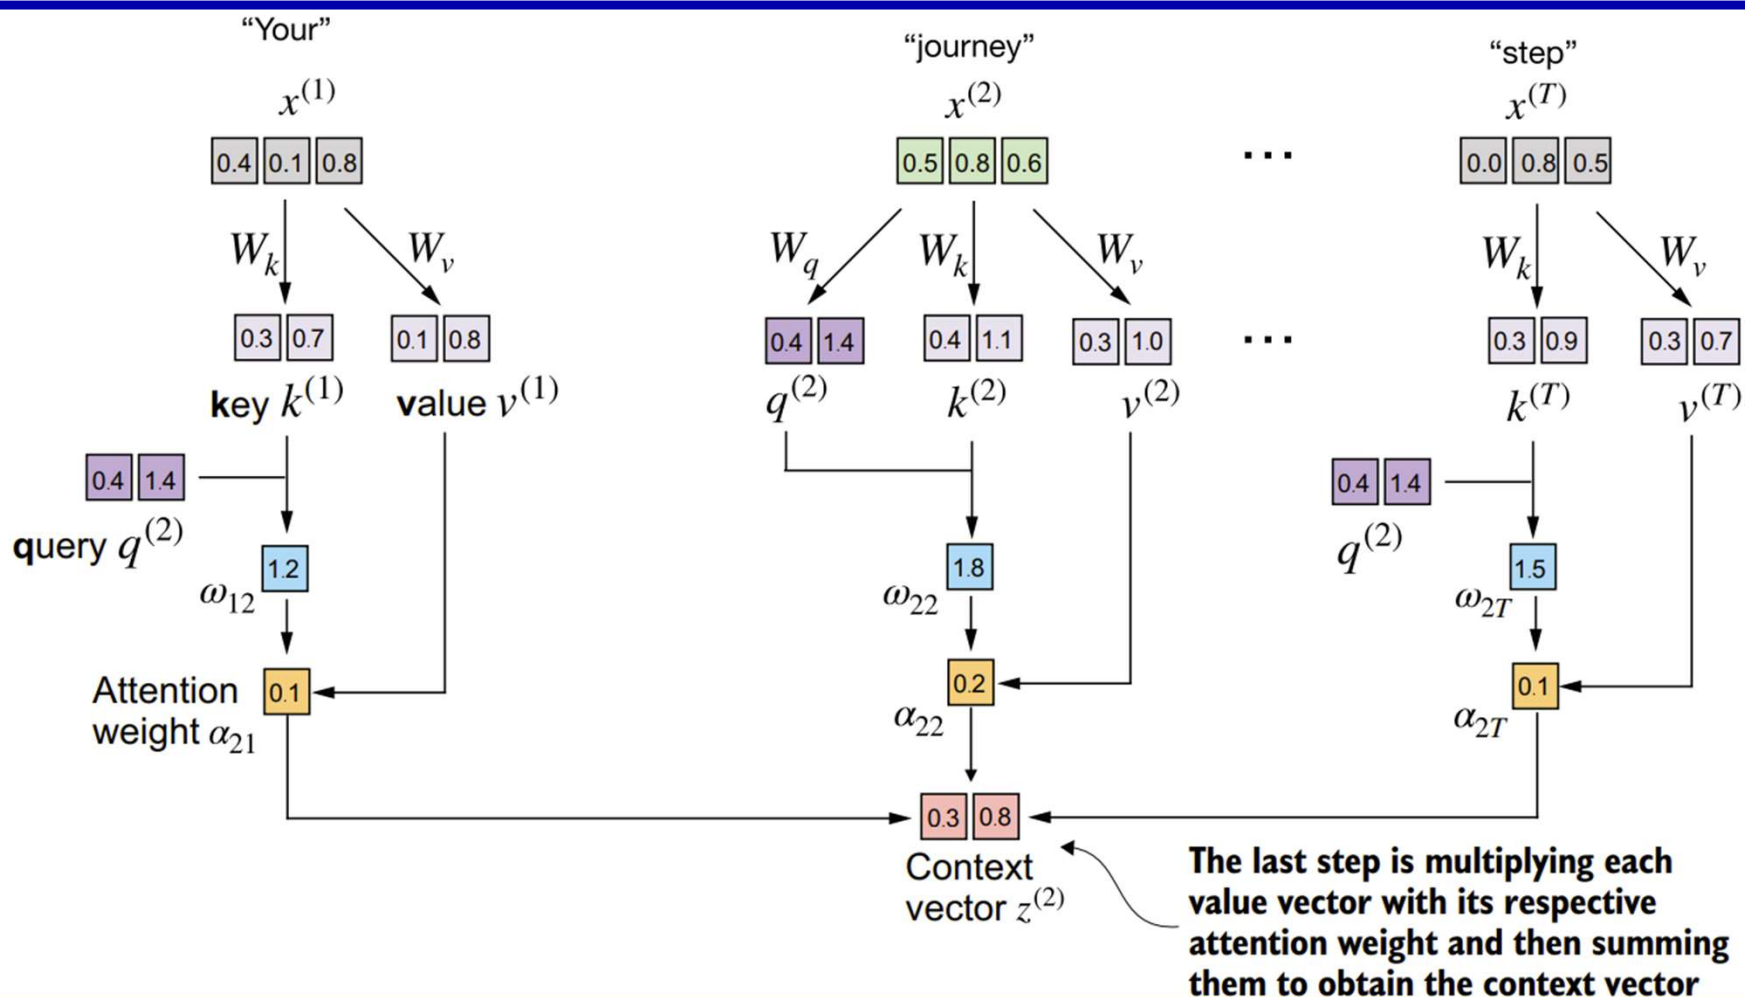 “Your”
“journey”
“step”
x(1)
x(2)
x(T)
0.4 0.1 0.8
0.5 0.8 0.6
...
0.0 0.8 0.5
Wk
Wv
Wq
Wk
Wv
Wk
Wv
0.3 0.7
0.1 0.8
0.4 1.4
0.4 1.1
0.3 1.0
...
0.3 0.9
0.3 0.7
key k(1)
value v(1)
q(2)
k(2)
v(2)
k(T)
v(T)
0.4 1.4
query q(2)
0.4 1.4
q(2)
1.2
ω12
1.8
ω22
1.5
ω2T
Attention
weight α21
0.1
0.2
α22
0.1
α2T
0.3 0.8
Context
vector z(2)
The last step is multiplying each
value vector with its respective
attention weight and then summing
them to obtain the context vector